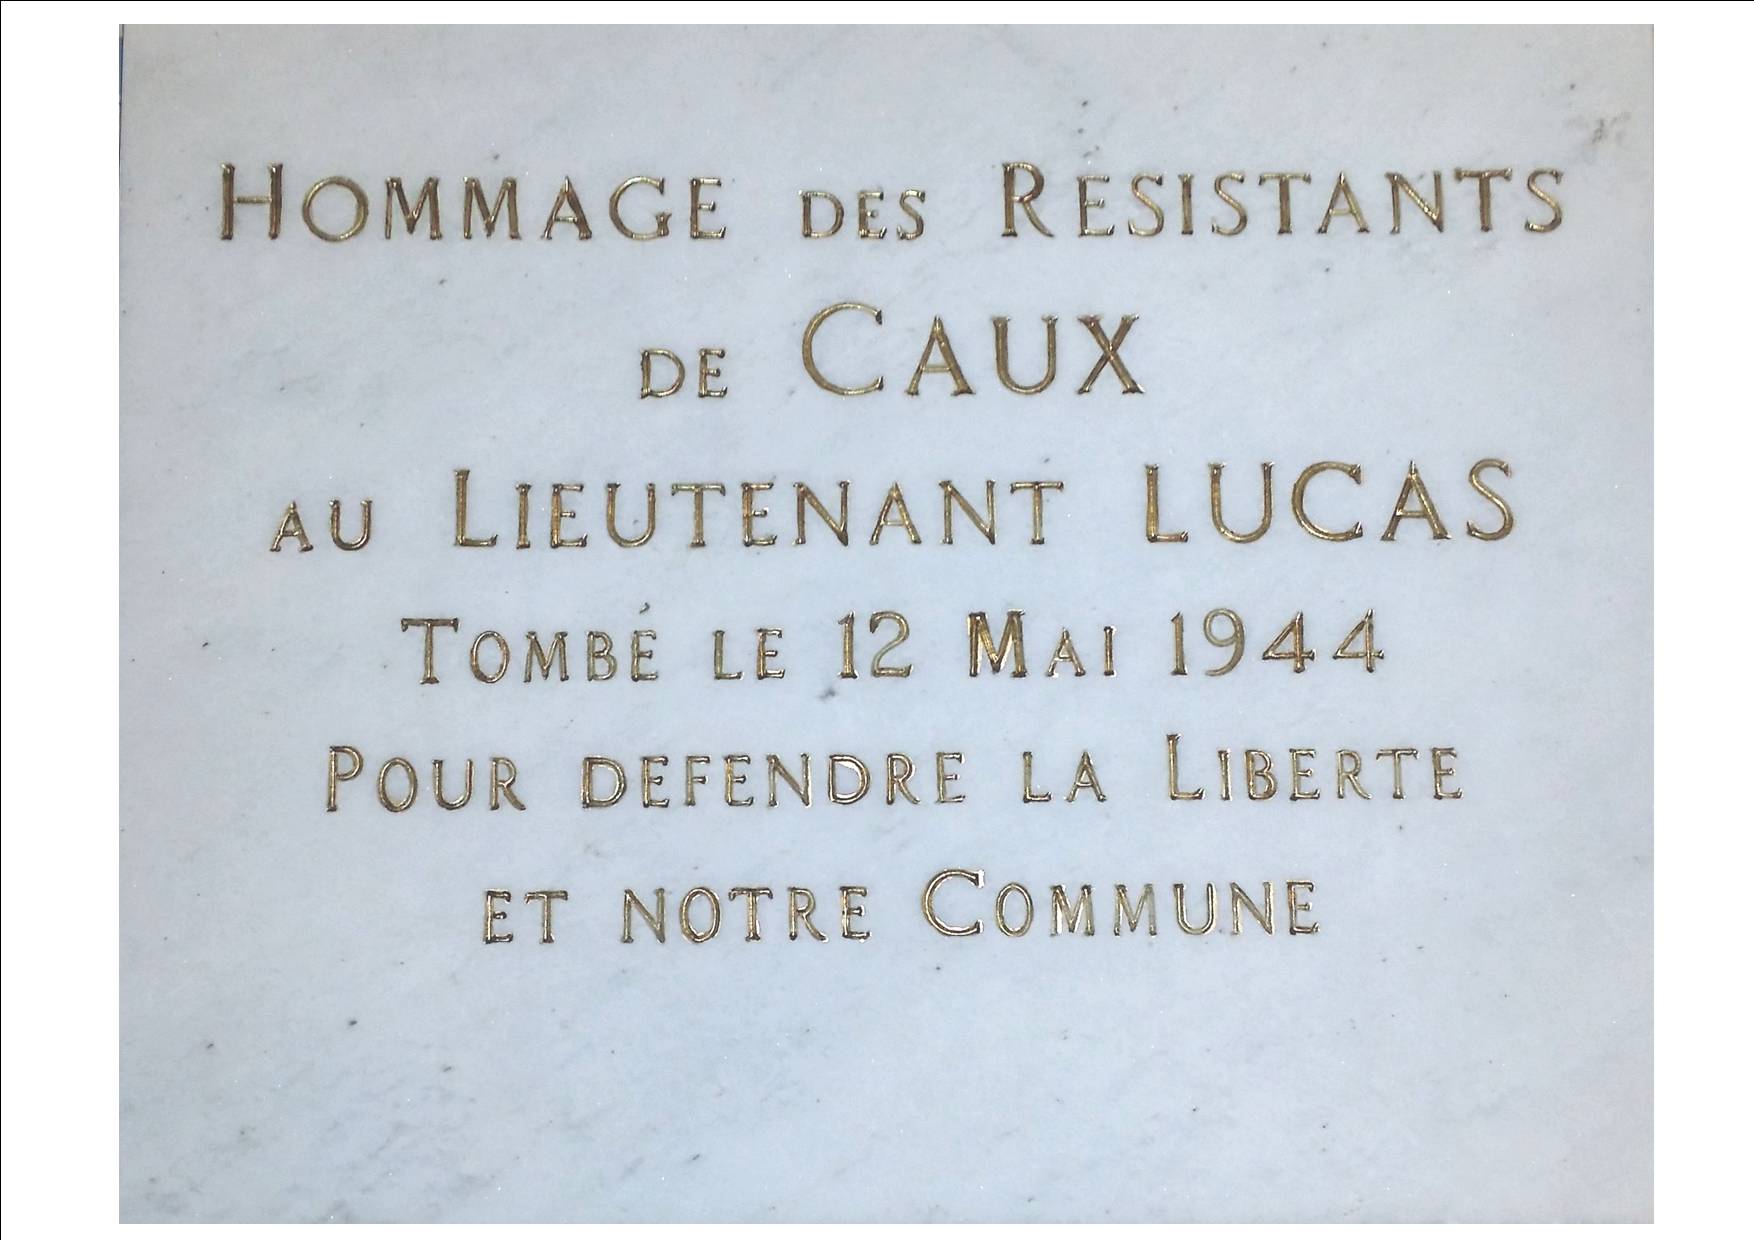 Hommage des Resistants
de Caux
au Lieutenant LUCAS
Tombé le 12 Mai 1944
Pour defendre la Liberte
et notre Commune